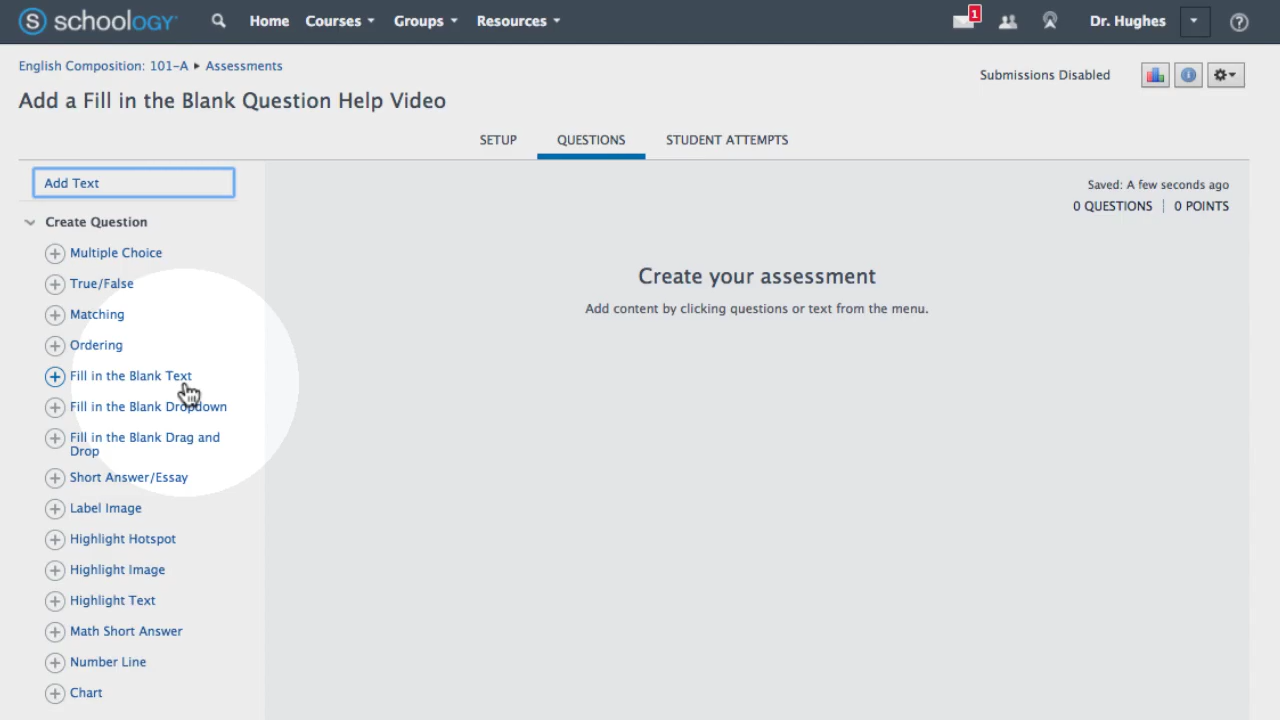 S schoology
Home Courses Groups Resources
1
Dr. Hughes
?
English Composition: 101-A ▸ Assessments
Submissions Disabled
Add a Fill in the Blank Question Help Video
SETUP QUESTIONS STUDENT ATTEMPTS
Add Text
Saved: A few seconds ago
0 QUESTIONS | 0 POINTS
Create Question
Multiple Choice
True/False
Matching
Ordering
Fill in the Blank Text
Fill in the Blank Dropdown
Fill in the Blank Drag and
Drop
Short Answer/Essay
Label Image
Highlight Hotspot
Highlight Image
Highlight Text
Math Short Answer
Number Line
Chart
Create your assessment
Add content by clicking questions or text from the menu.